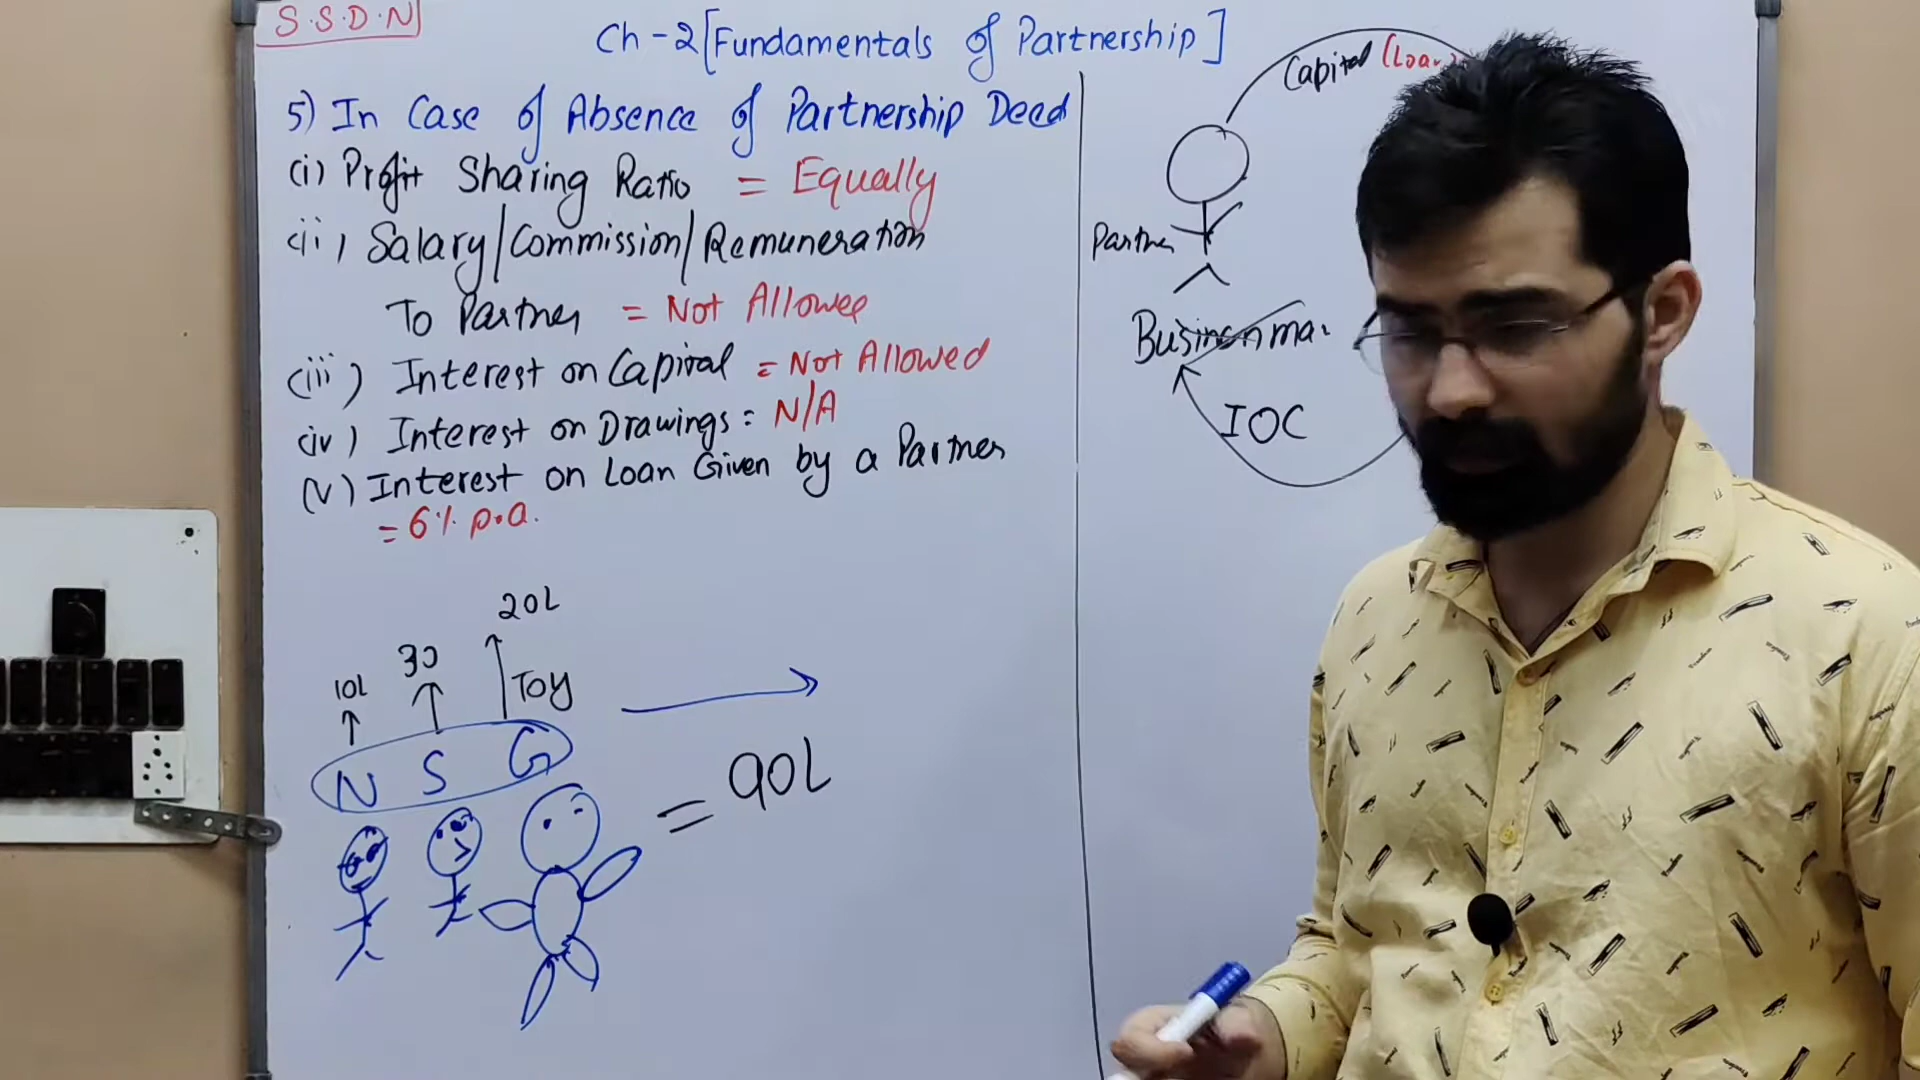 S.S.D.N
Ch-2 [Fundamentals of Partnership]
5) In Case of Absence of Partnership Deed
(i) Profit Sharing Ratio = Equally
(ii) Salary/Commission/Remuneration
To Partner = Not Allowed
(iii) Interest on Capital = Not Allowed
(iv) Interest on Drawings = N/A
(v) Interest on Loan Given by a Partner
= 6% p.a.
20L
30
10L
Toy
N S G
= 90L
Capital (Loan
Partner
IOC